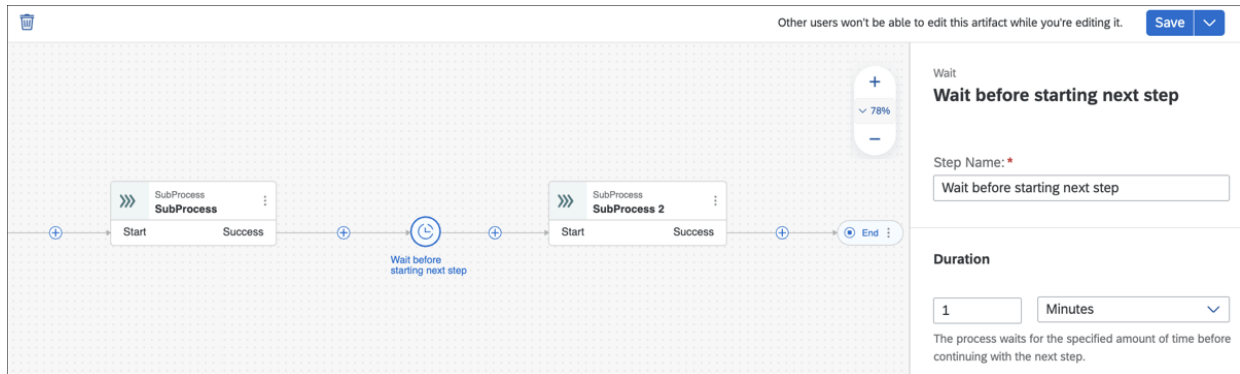 Other users won't be able to edit this artifact while you're editing it.
Save
78%
SubProcess
SubProcess
Start
Success
Wait before
starting next step
SubProcess
SubProcess 2
Start
Success
End
Wait
Wait before starting next step
Step Name:*
Wait before starting next step
Duration
1
Minutes
The process waits for the specified amount of time before
continuing with the next step.